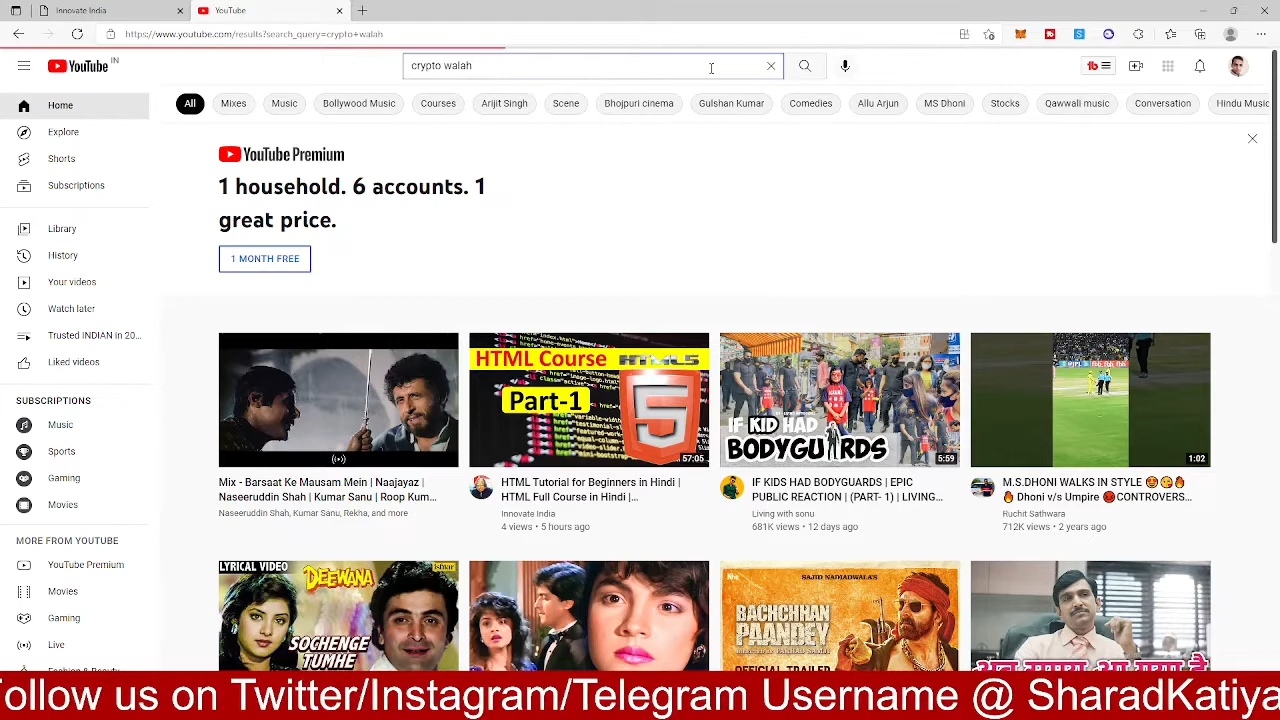 Innovate India
YouTube
https://www.youtube.com/results?search_query=crypto+walah
YouTube IN
crypto walah
Home
Explore
Shorts
Subscriptions
Library
History
Your videos
Watch later
Trusted INDIAN in 20...
Liked videos
SUBSCRIPTIONS
Music
Sports
Gaming
Movies
MORE FROM YOUTUBE
YouTube Premium
Movies
Gaming
Live
Fashion & Beauty
All
Mixes
Music
Bollywood Music
Courses
Arijit Singh
Scene
Bhojpuri cinema
Gulshan Kumar
Comedies
Allu Arjun
MS Dhoni
Stocks
Qawwali music
Conversation
Hindu Music
YouTube Premium
1 household. 6 accounts. 1
great price.
1 MONTH FREE
Mix - Barsaat Ke Mausam Mein | Naajayaz |
Naseeruddin Shah | Kumar Sanu | Roop Kum...
Naseeruddin Shah, Kumar Sanu, Rekha, and more
HTML Course HTML
Part-1
5
57:05
HTML Tutorial for Beginners in Hindi |
HTML Full Course in Hindi |...
Innovate India
4 views • 5 hours ago
IF KID HAD
BODYGUARDS
5:59
IF KIDS HAD BODYGUARDS | EPIC
PUBLIC REACTION | (PART- 1) | LIVING...
Living with sonu
681K views • 12 days ago
1:02
M.S.DHONI WALKS IN STYLE 😍😘🔥
🔥 Dhoni v/s Umpire 😡CONTROVERS...
Ruchit Sathwara
712K views • 2 years ago
LYRICAL VIDEO
DEEWANA
ishtar
SOCHENGE
TUMHE
SAJID NADIADWALA'S
BACHCHHAN
PAANDEY
OFFICIAL TRAILER
ollow us on Twitter/Instagram/Telegram Username @ SharadKatiya